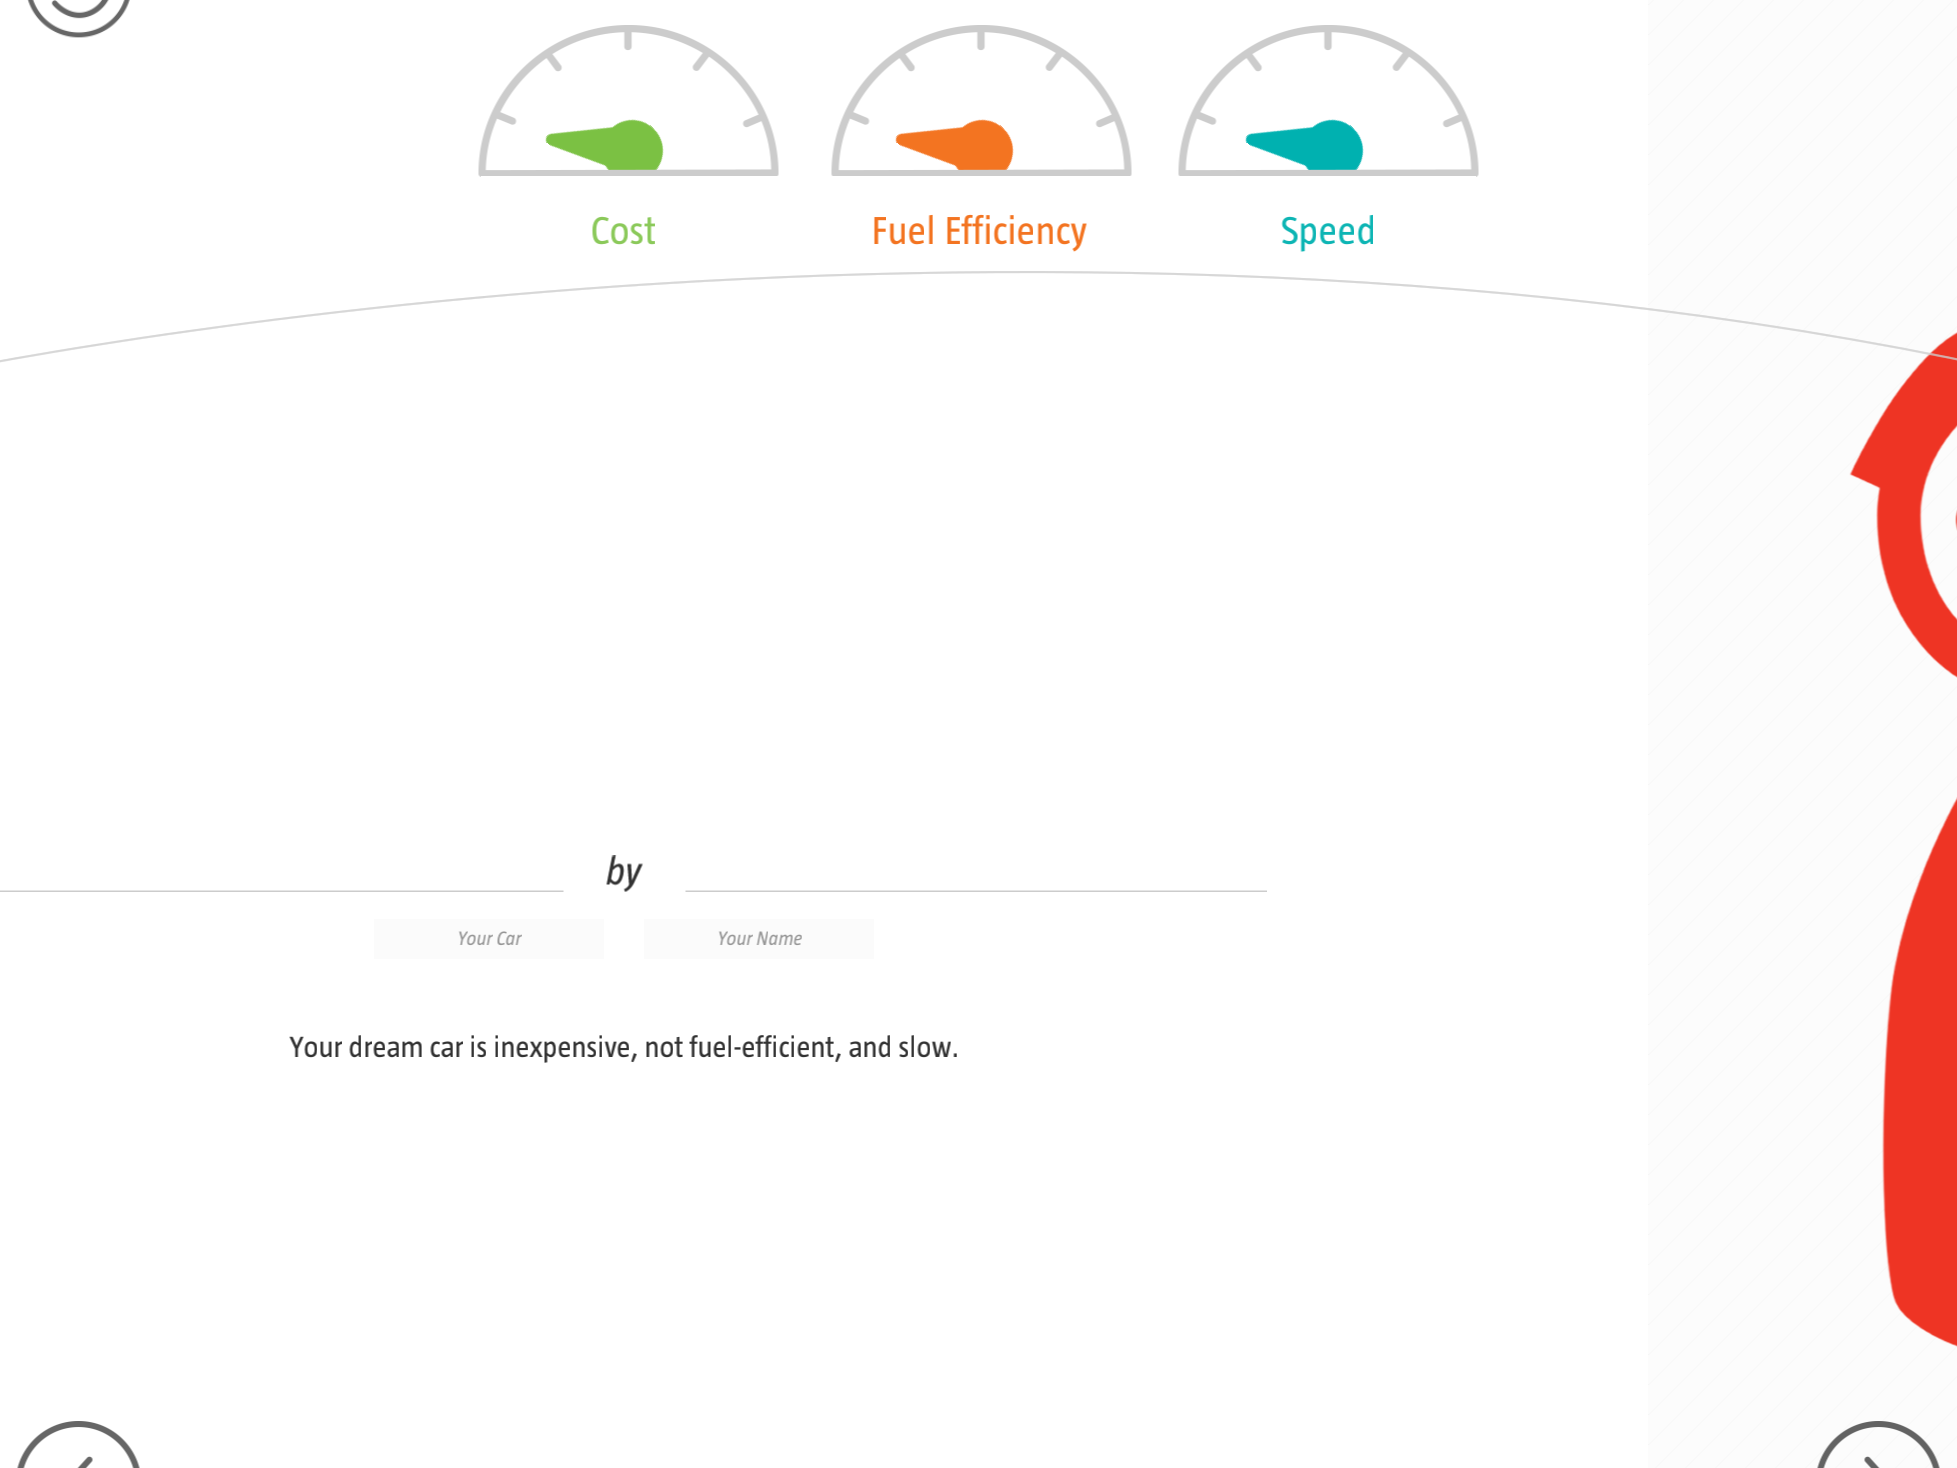 Cost
Fuel Efficiency
Speed
by
Your Car
Your Name
Your dream car is inexpensive, not fuel-efficient, and slow.